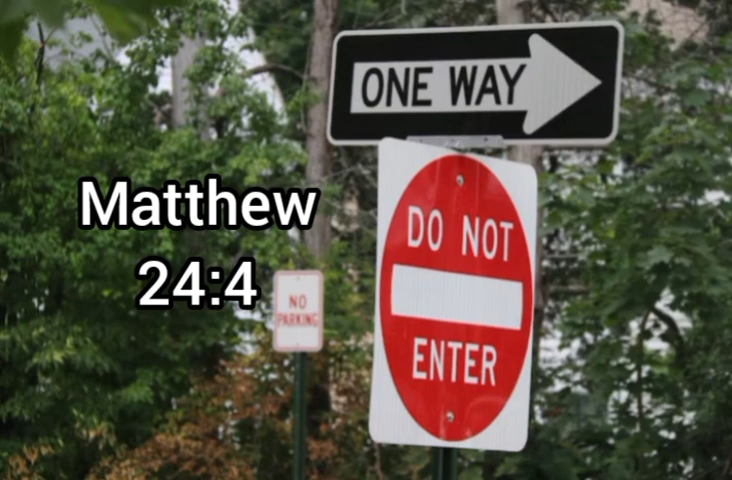 ONE WAY
DO NOT
ENTER
Matthew
24:4
NO
PARKING